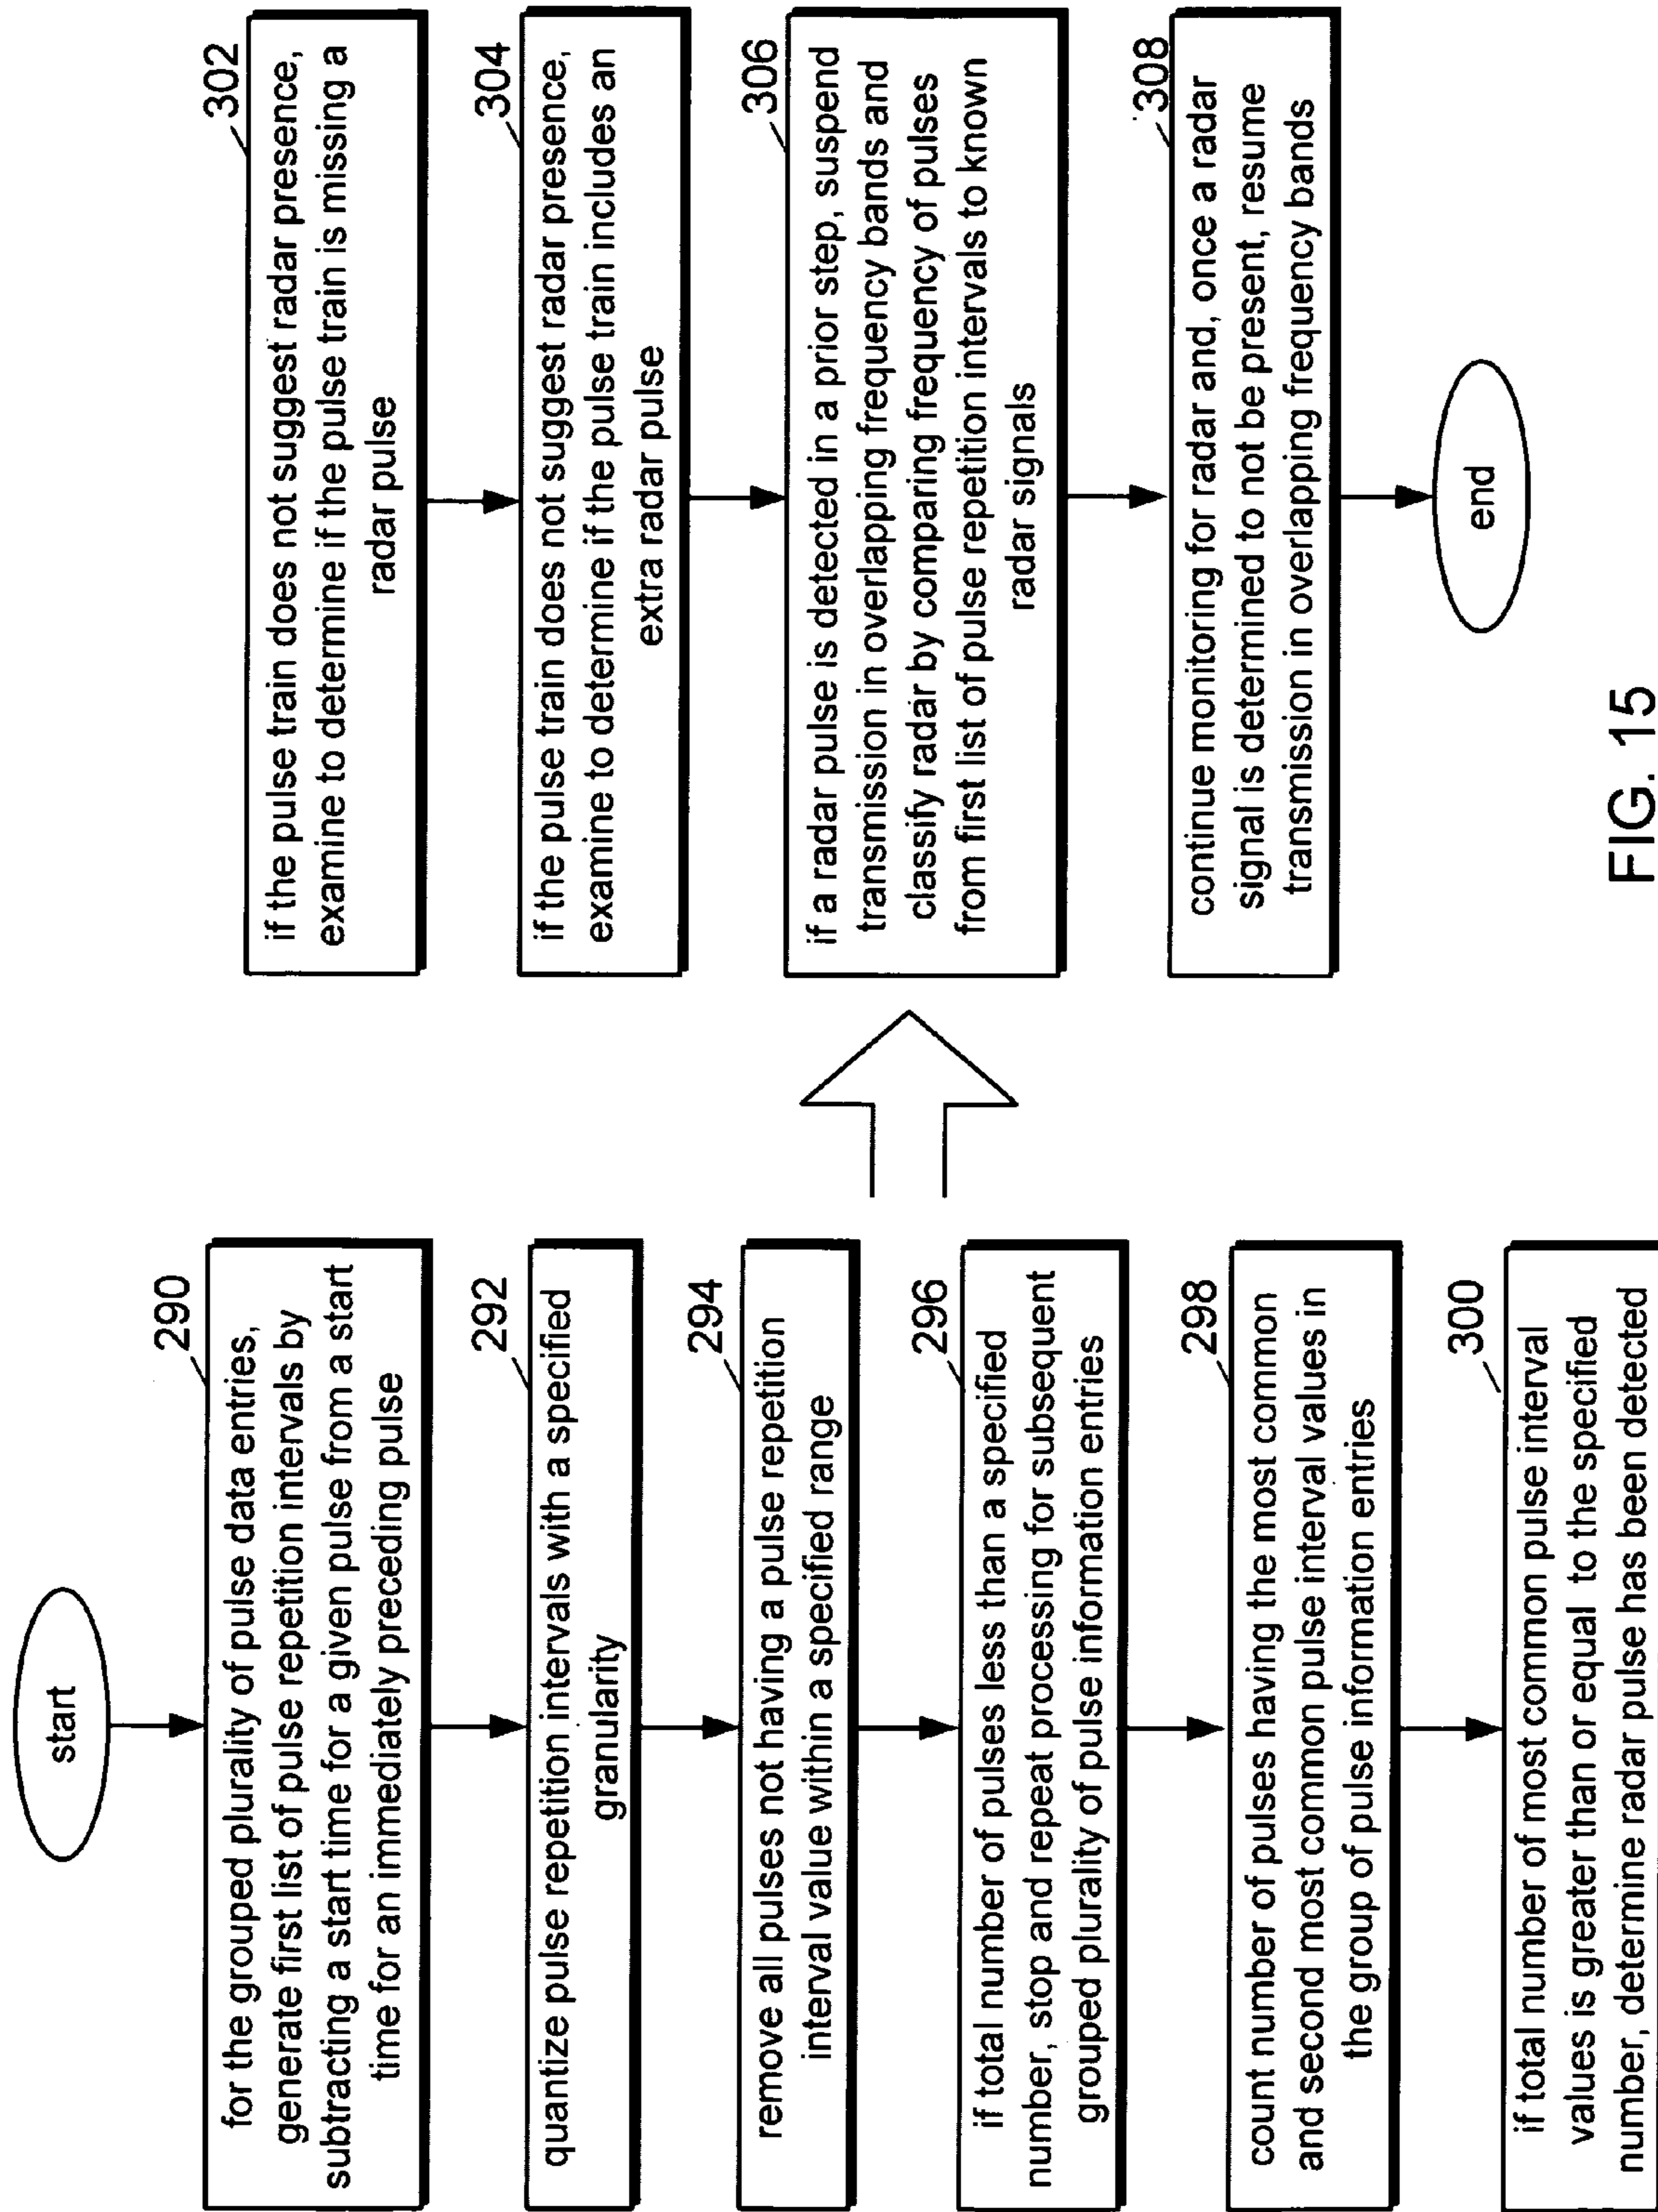 start
290
for the grouped plurality of pulse data entries,
generate first list of pulse repetition intervals by
subtracting a start time for a given pulse from a start
time for an immediately preceding pulse
292
quantize pulse repetition intervals with a specified
granularity
294
remove all pulses not having a pulse repetition
interval value within a specified range
296
if total number of pulses less than a specified
number, stop and repeat processing for subsequent
grouped plurality of pulse information entries
298
count number of pulses having the most common
and second most common pulse interval values in
the group of pulse information entries
300
if total number of most common pulse interval
values is greater than or equal to the specified
number, determine radar pulse has been detected
302
if the pulse train does not suggest radar presence,
examine to determine if the pulse train is missing a
radar pulse
304
if the pulse train does not suggest radar presence,
examine to determine if the pulse train includes an
extra radar pulse
306
if a radar pulse is detected in a prior step, suspend
transmission in overlapping frequency bands and
classify radar by comparing frequency of pulses
from first list of pulse repetition intervals to known
radar signals
308
continue monitoring for radar and, once a radar
signal is determined to not be present, resume
transmission in overlapping frequency bands
end
FIG. 15